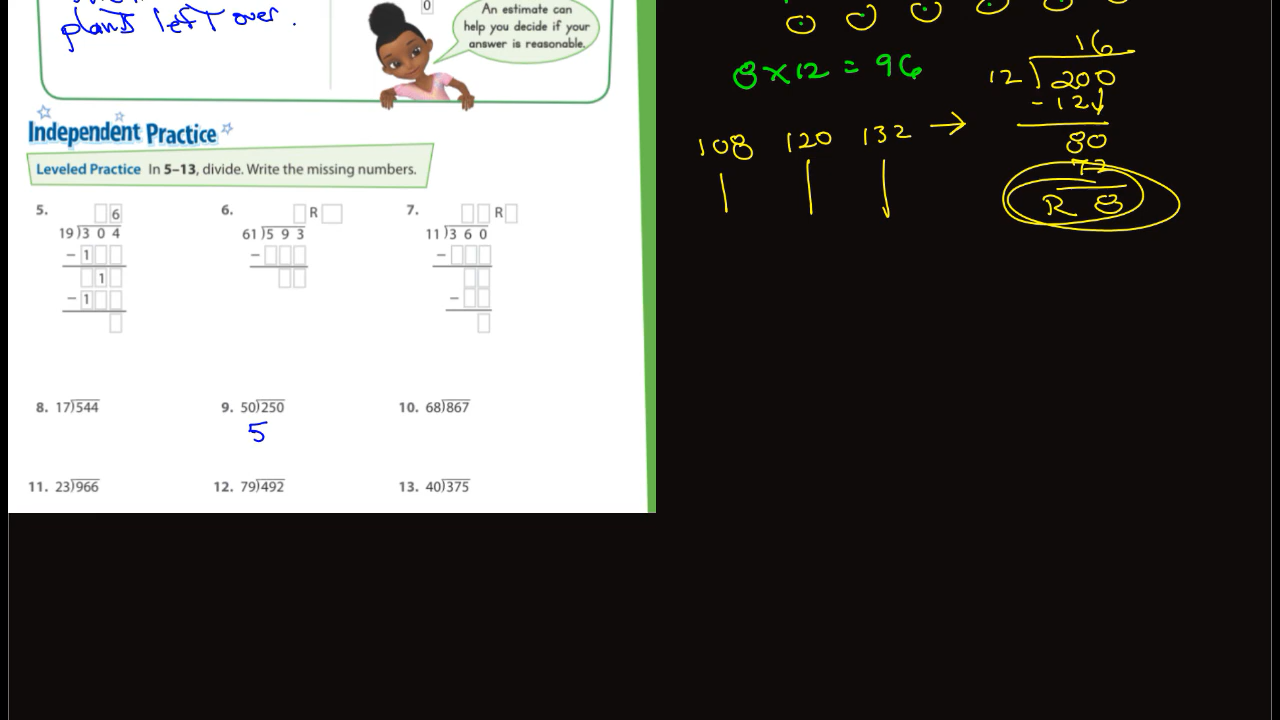 plants left over.
0
An estimate can
help you decide if your
answer is reasonable.
Independent Practice
Leveled Practice In 5–13, divide. Write the missing numbers.
5.
6
19)3 0 4
− 1
1
− 1
6.
R
61)5 9 3
−
7.
R
11)3 6 0
−
−
8. 17)544
9. 50)250
5
10. 68)867
11. 23)966
12. 79)492
13. 40)375
8 × 12 = 96
108 120 132 →
16
12)200
-12↓
80
72
R 8